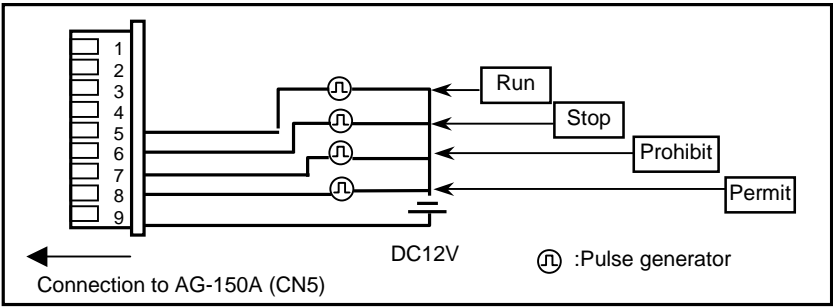 1
2
3
4
5
6
7
8
9
Run
Stop
Prohibit
Permit
DC12V
:Pulse generator
Connection to AG-150A (CN5)